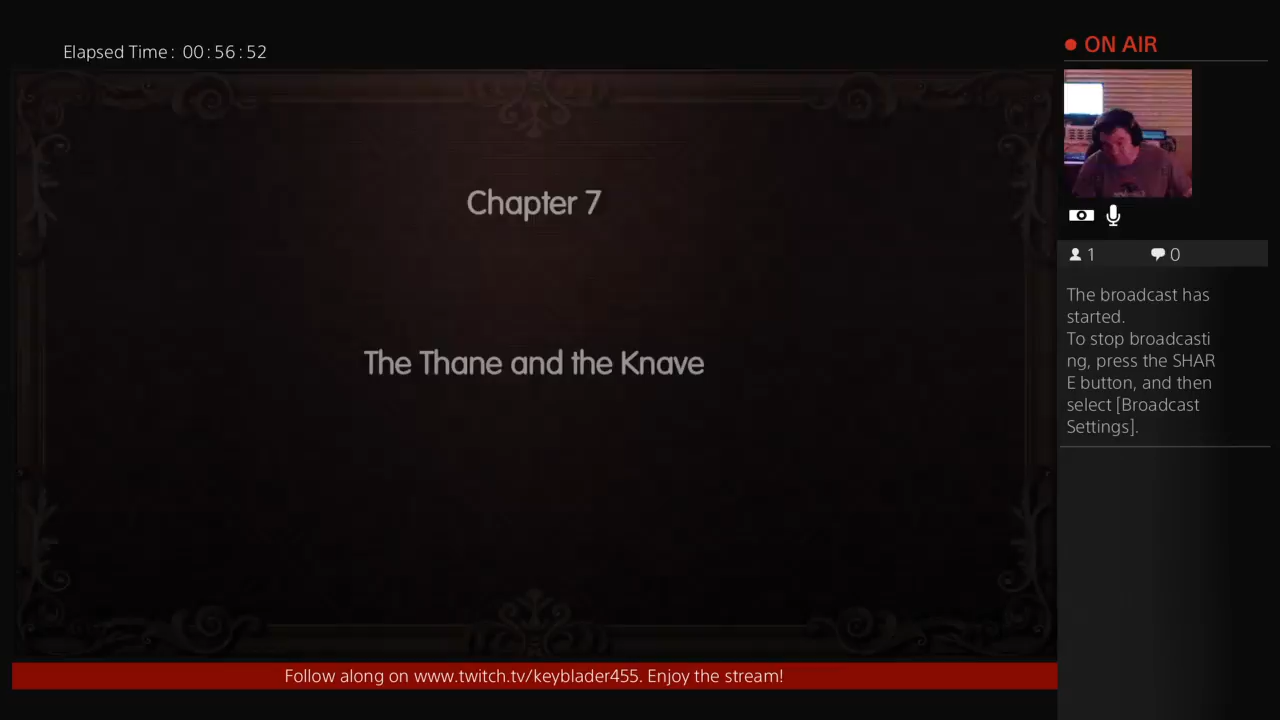 Elapsed Time: 00:56:52
ON AIR
Chapter 7
The Thane and the Knave
1 0
The broadcast has
started.
To stop broadcasti
ng, press the SHAR
E button, and then
select [Broadcast
Settings].
Follow along on www.twitch.tv/keyblader455. Enjoy the stream!